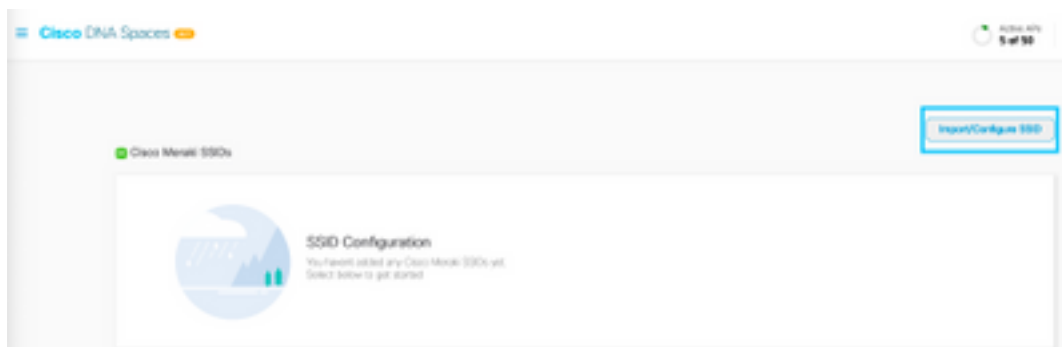 Cisco DNA Spaces
Active APs
5 of 50
Import/Configure SSID
Cisco Meraki SSIDs
SSID Configuration
You havent added any Cisco Meraki SSIDs yet.
Select below to get started